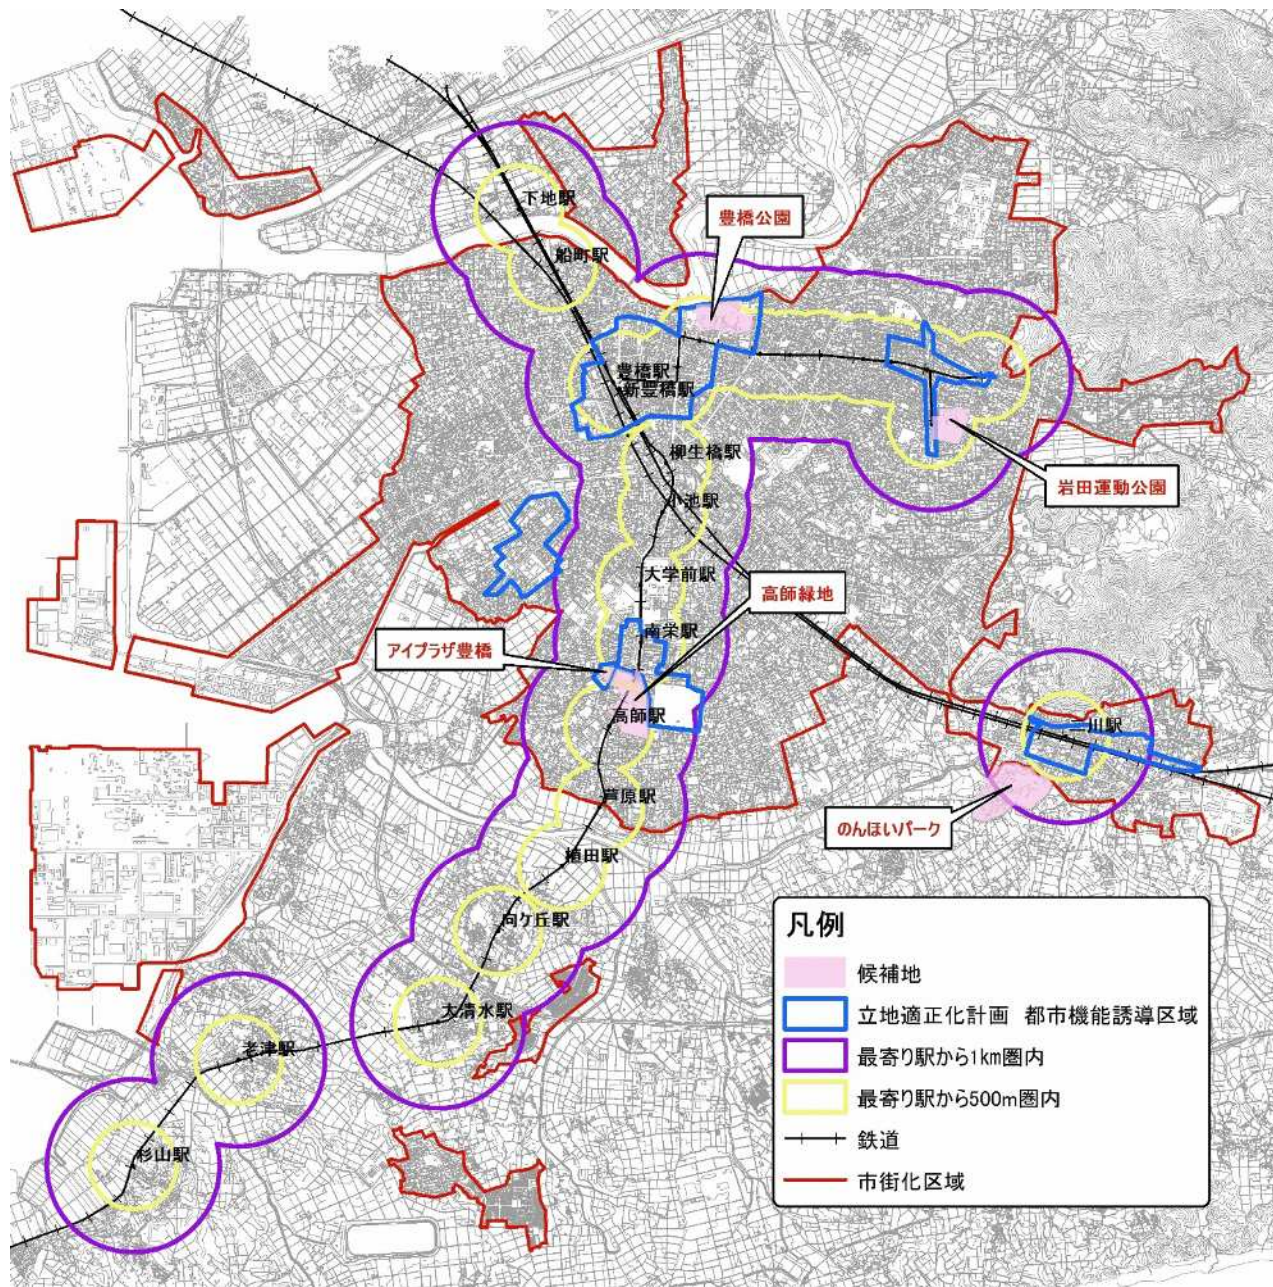 下地駅
豊橋公園
船町駅
豊橋駅
新豊橋駅
柳生橋駅
小池駅
岩田運動公園
大学前駅
高師緑地
南栄駅
アイプラザ豊橋
高師駅
二川駅
芦原駅
のんほいパーク
植田駅
向ケ丘駅
大清水駅
老津駅
杉山駅
凡例
候補地
立地適正化計画 都市機能誘導区域
最寄り駅から1km圏内
最寄り駅から500m圏内
鉄道
市街化区域